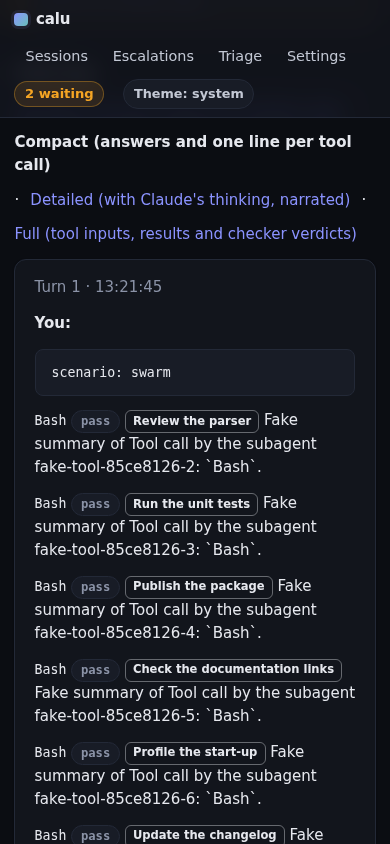 calu
Sessions Escalations Triage Settings
2 waiting Theme: system
Compact (answers and one line per tool
call)
· Detailed (with Claude's thinking, narrated) ·
Full (tool inputs, results and checker verdicts)
Turn 1 · 13:21:45
You:
scenario: swarm
Bash pass Review the parser Fake
summary of Tool call by the subagent
fake-tool-85ce8126-2: `Bash`.
Bash pass Run the unit tests Fake
summary of Tool call by the subagent
fake-tool-85ce8126-3: `Bash`.
Bash pass Publish the package Fake
summary of Tool call by the subagent
fake-tool-85ce8126-4: `Bash`.
Bash pass Check the documentation links
Fake summary of Tool call by the subagent
fake-tool-85ce8126-5: `Bash`.
Bash pass Profile the start-up Fake
summary of Tool call by the subagent
fake-tool-85ce8126-6: `Bash`.
Bash pass Update the changelog Fake